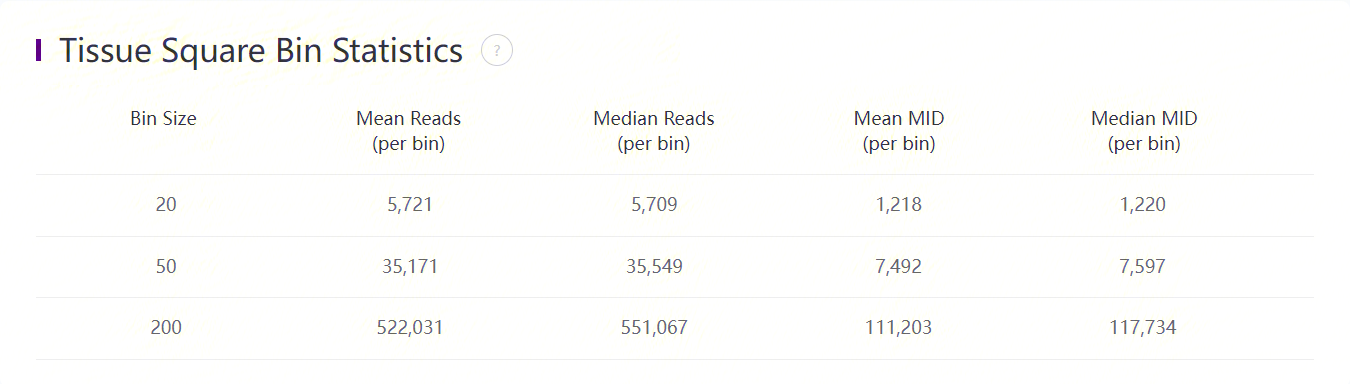 Tissue Square Bin Statistics ?
Bin Size Mean Reads (per bin) Median Reads (per bin) Mean MID (per bin) Median MID (per bin)
20 5,721 5,709 1,218 1,220
50 35,171 35,549 7,492 7,597
200 522,031 551,067 111,203 117,734